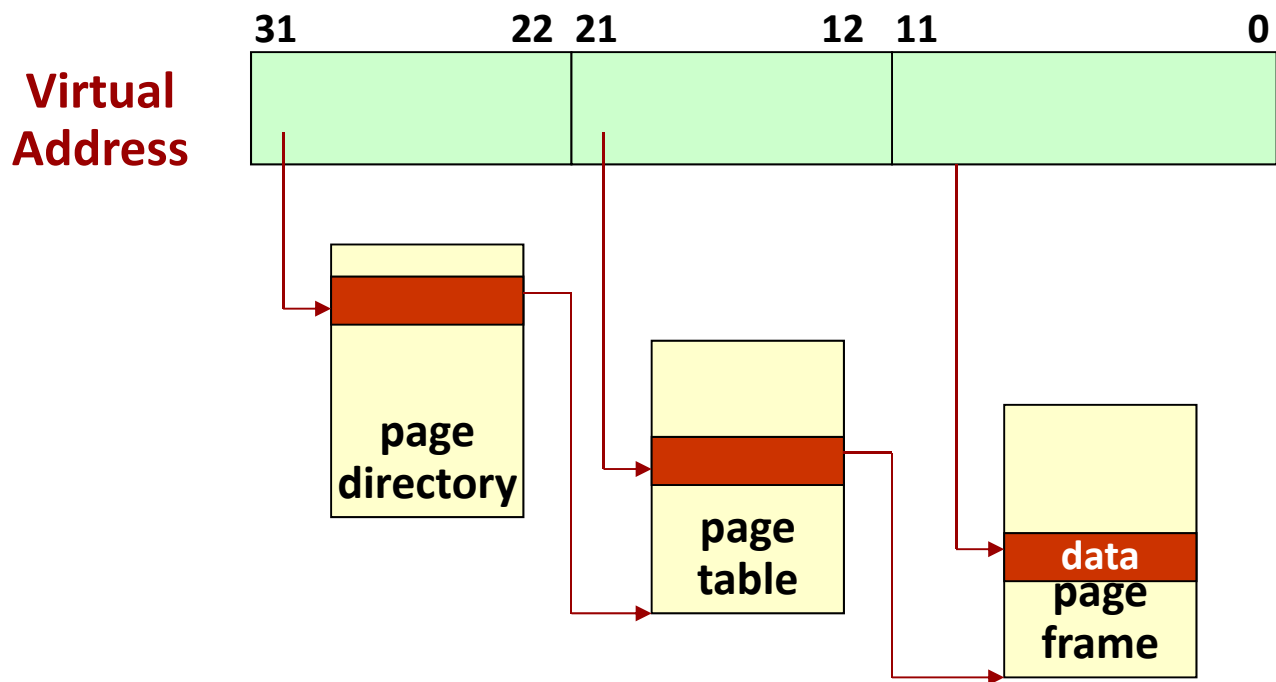 31 22 21 12 11 0
Virtual
Address
page
directory
page
table
data
page
frame